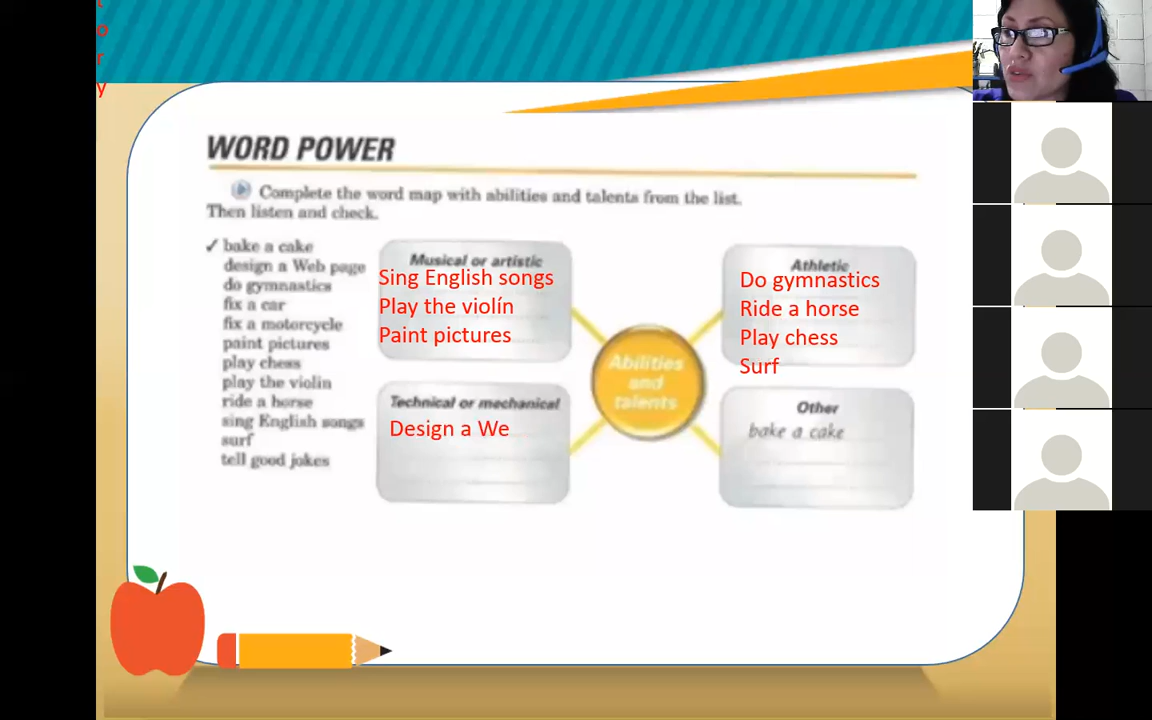 t
o
r
y
WORD POWER
Complete the word map with abilities and talents from the list.
Then listen and check.
✓ bake a cake
design a Web page
do gymnastics
fix a car
fix a motorcycle
paint pictures
play chess
play the violin
ride a horse
sing English songs
surf
tell good jokes
Musical or artistic
Sing English songs
Play the violín
Paint pictures
Athletic
Do gymnastics
Ride a horse
Play chess
Surf
Abilities
and
talents
Technical or mechanical
Design a We
Other
bake a cake